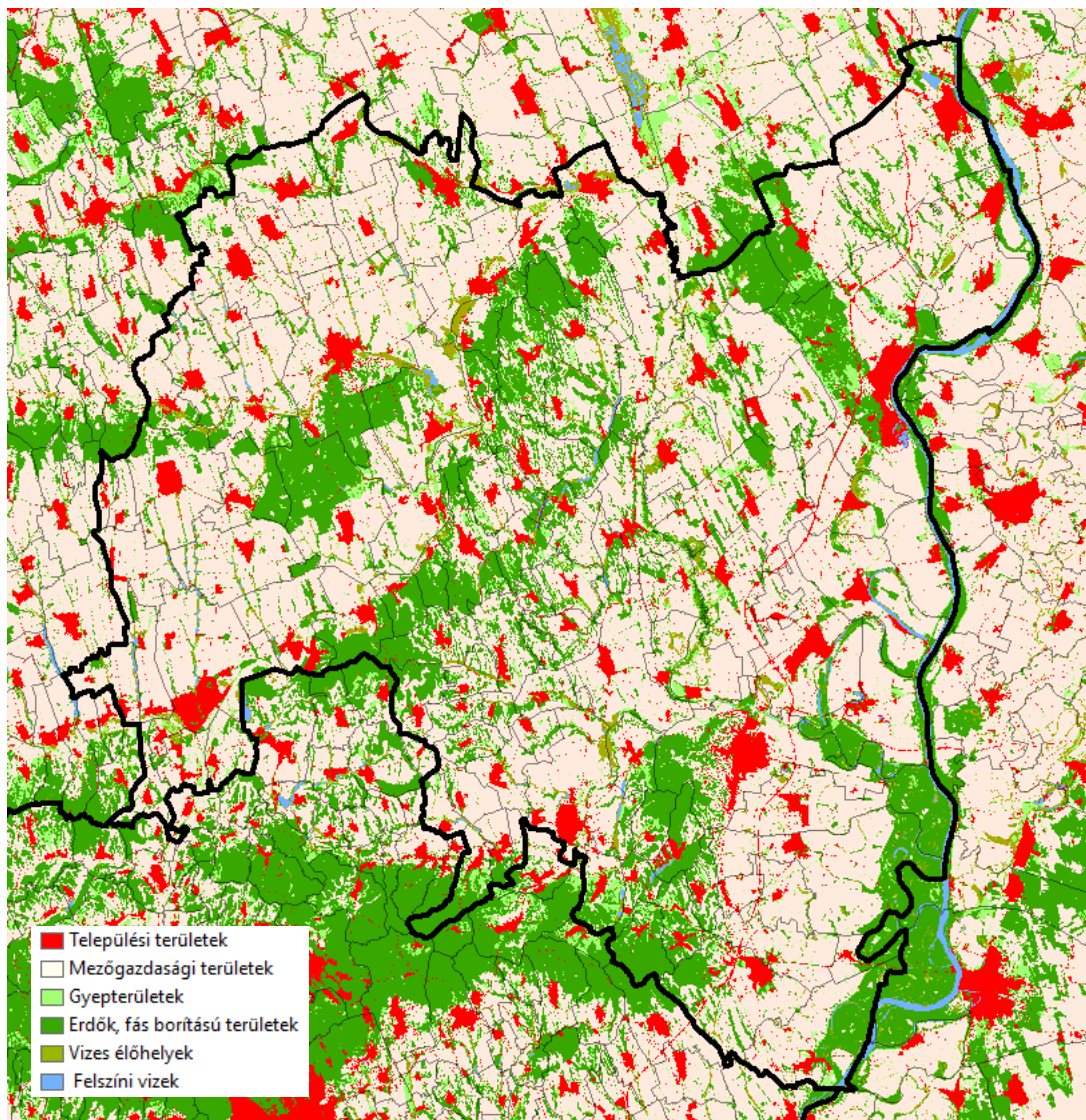 Települési területek
Mezőgazdasági területek
Gyepterületek
Erdők, fás borítású területek
Vizes élőhelyek
Felszíni vizek